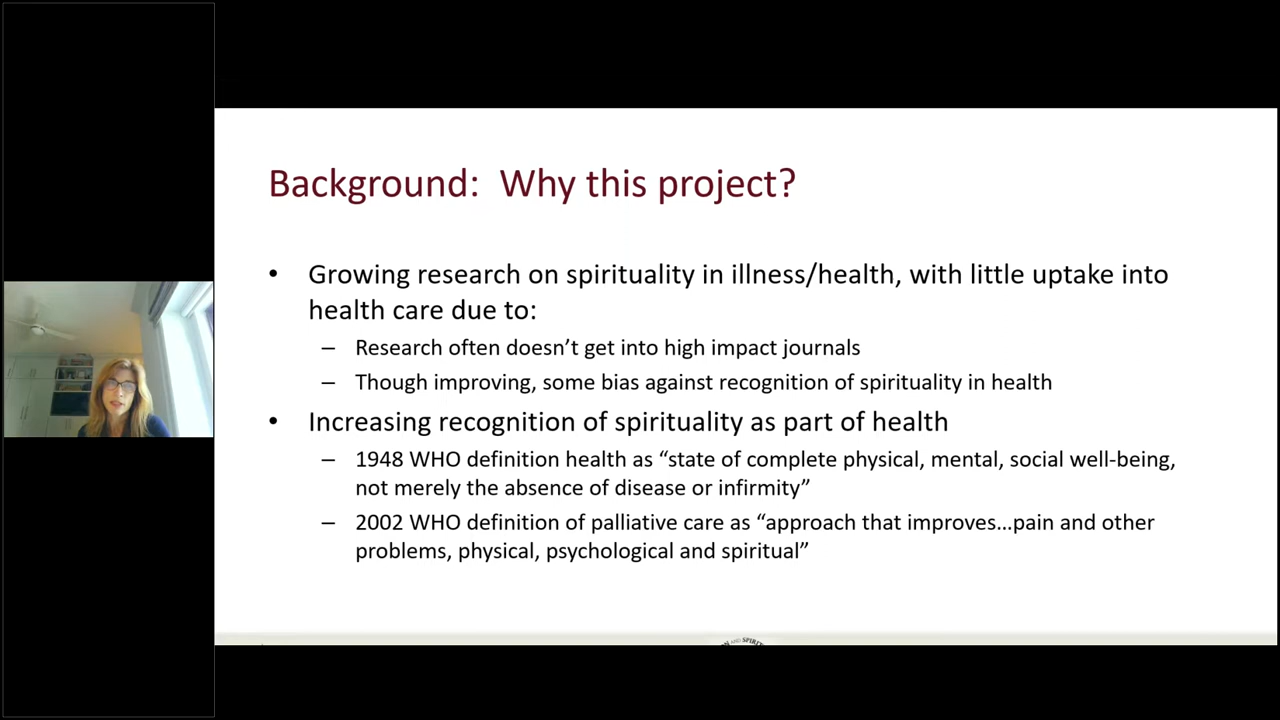 Background:  Why this project?
• Growing research on spirituality in illness/health, with little uptake into
health care due to:
– Research often doesn’t get into high impact journals
– Though improving, some bias against recognition of spirituality in health
• Increasing recognition of spirituality as part of health
– 1948 WHO definition health as “state of complete physical, mental, social well-being,
not merely the absence of disease or infirmity”
– 2002 WHO definition of palliative care as “approach that improves…pain and other
problems, physical, psychological and spiritual”